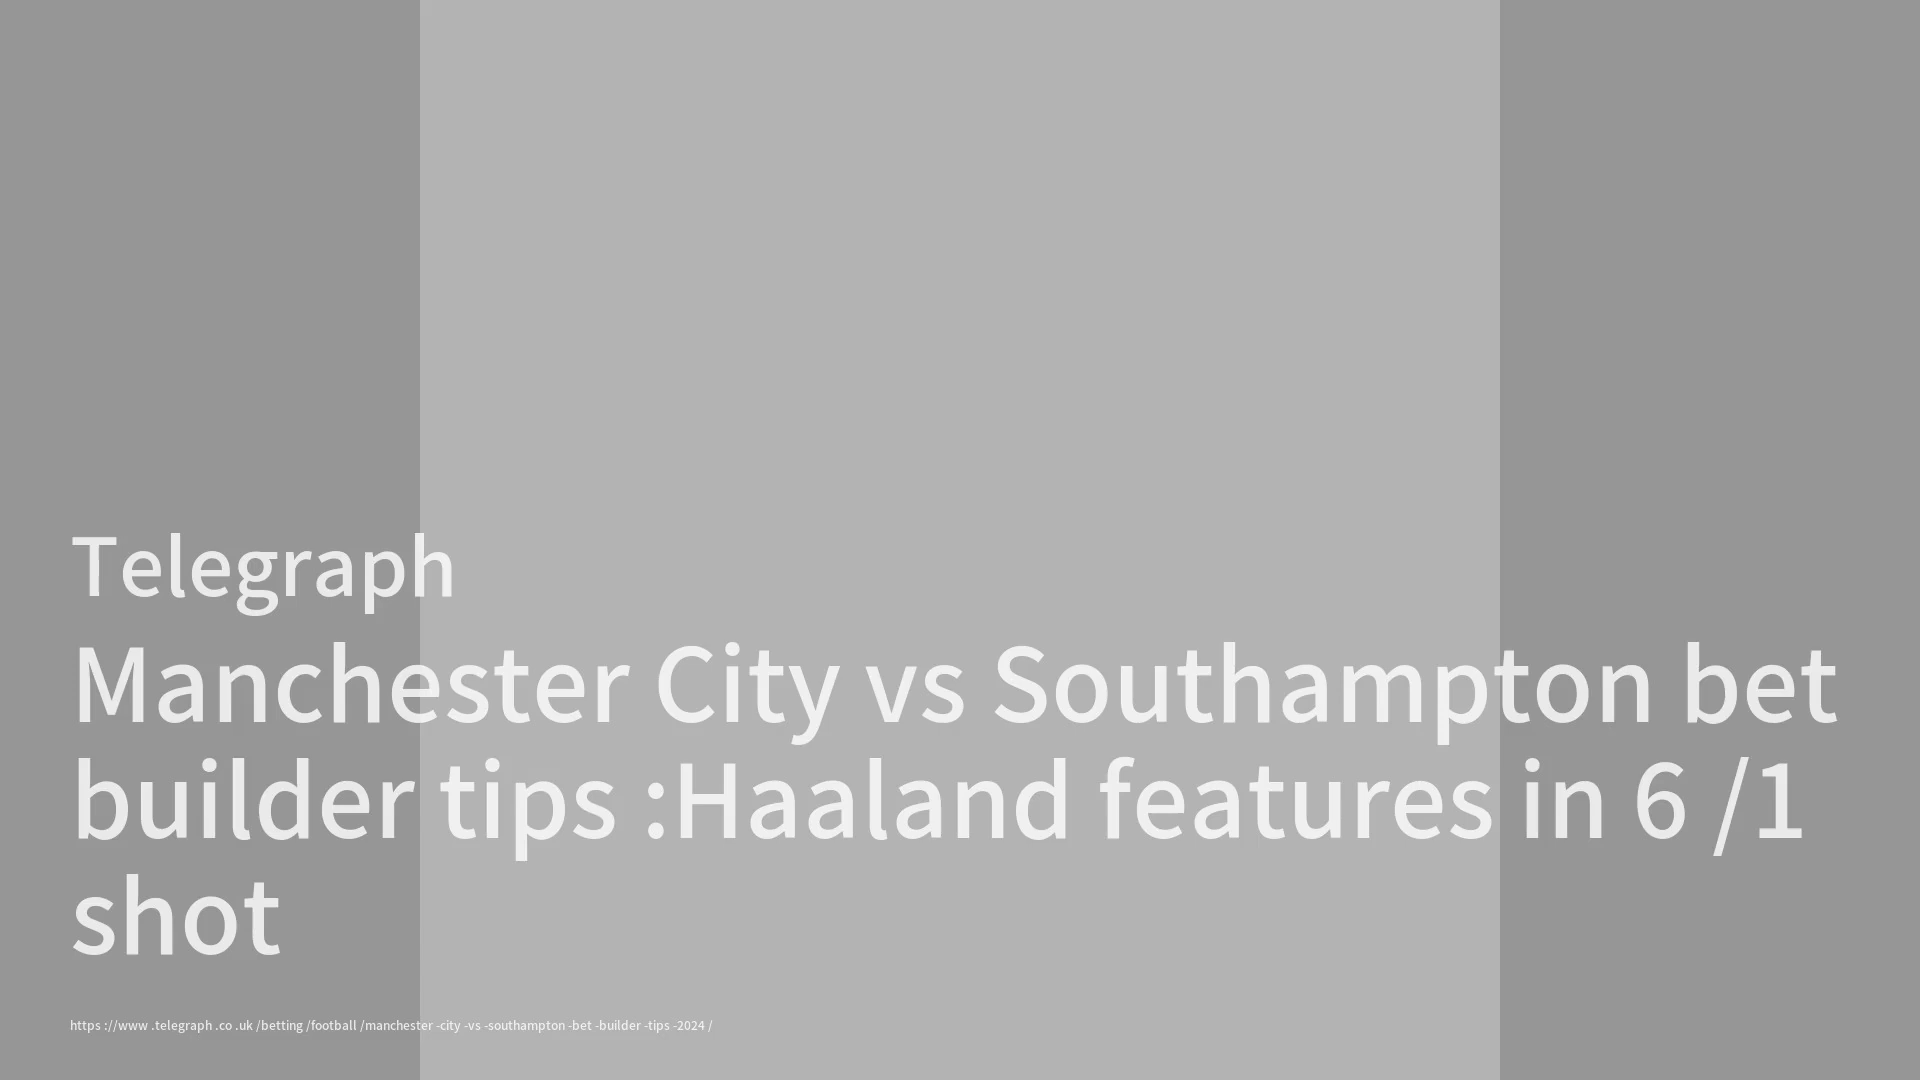 Telegraph
Manchester City vs Southampton bet
builder tips :Haaland features in 6 /1
shot
https ://www .telegraph .co .uk /betting /football /manchester -city -vs -southampton -bet -builder -tips -2024 /